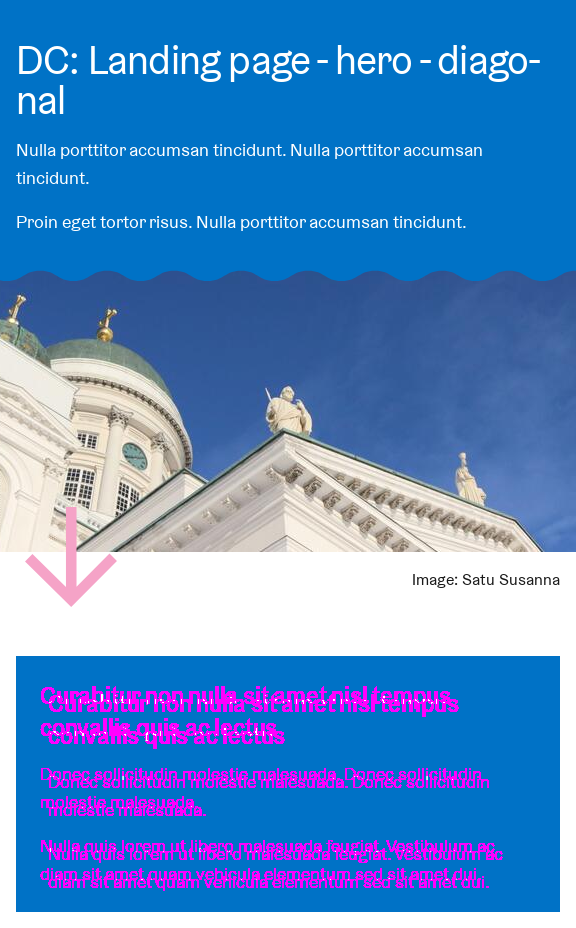 DC: Landing page - hero - diago-
nal
Nulla porttitor accumsan tincidunt. Nulla porttitor accumsan
tincidunt.
Proin eget tortor risus. Nulla porttitor accumsan tincidunt.
Image: Satu Susanna
Curabitur non nulla sit amet nisl tempus
convallis quis ac lectus
Donec sollicitudin molestie malesuada. Donec sollicitudin
molestie malesuada.
Nulla quis lorem ut libero malesuada feugiat. Vestibulum ac
diam sit amet quam vehicula elementum sed sit amet dui.